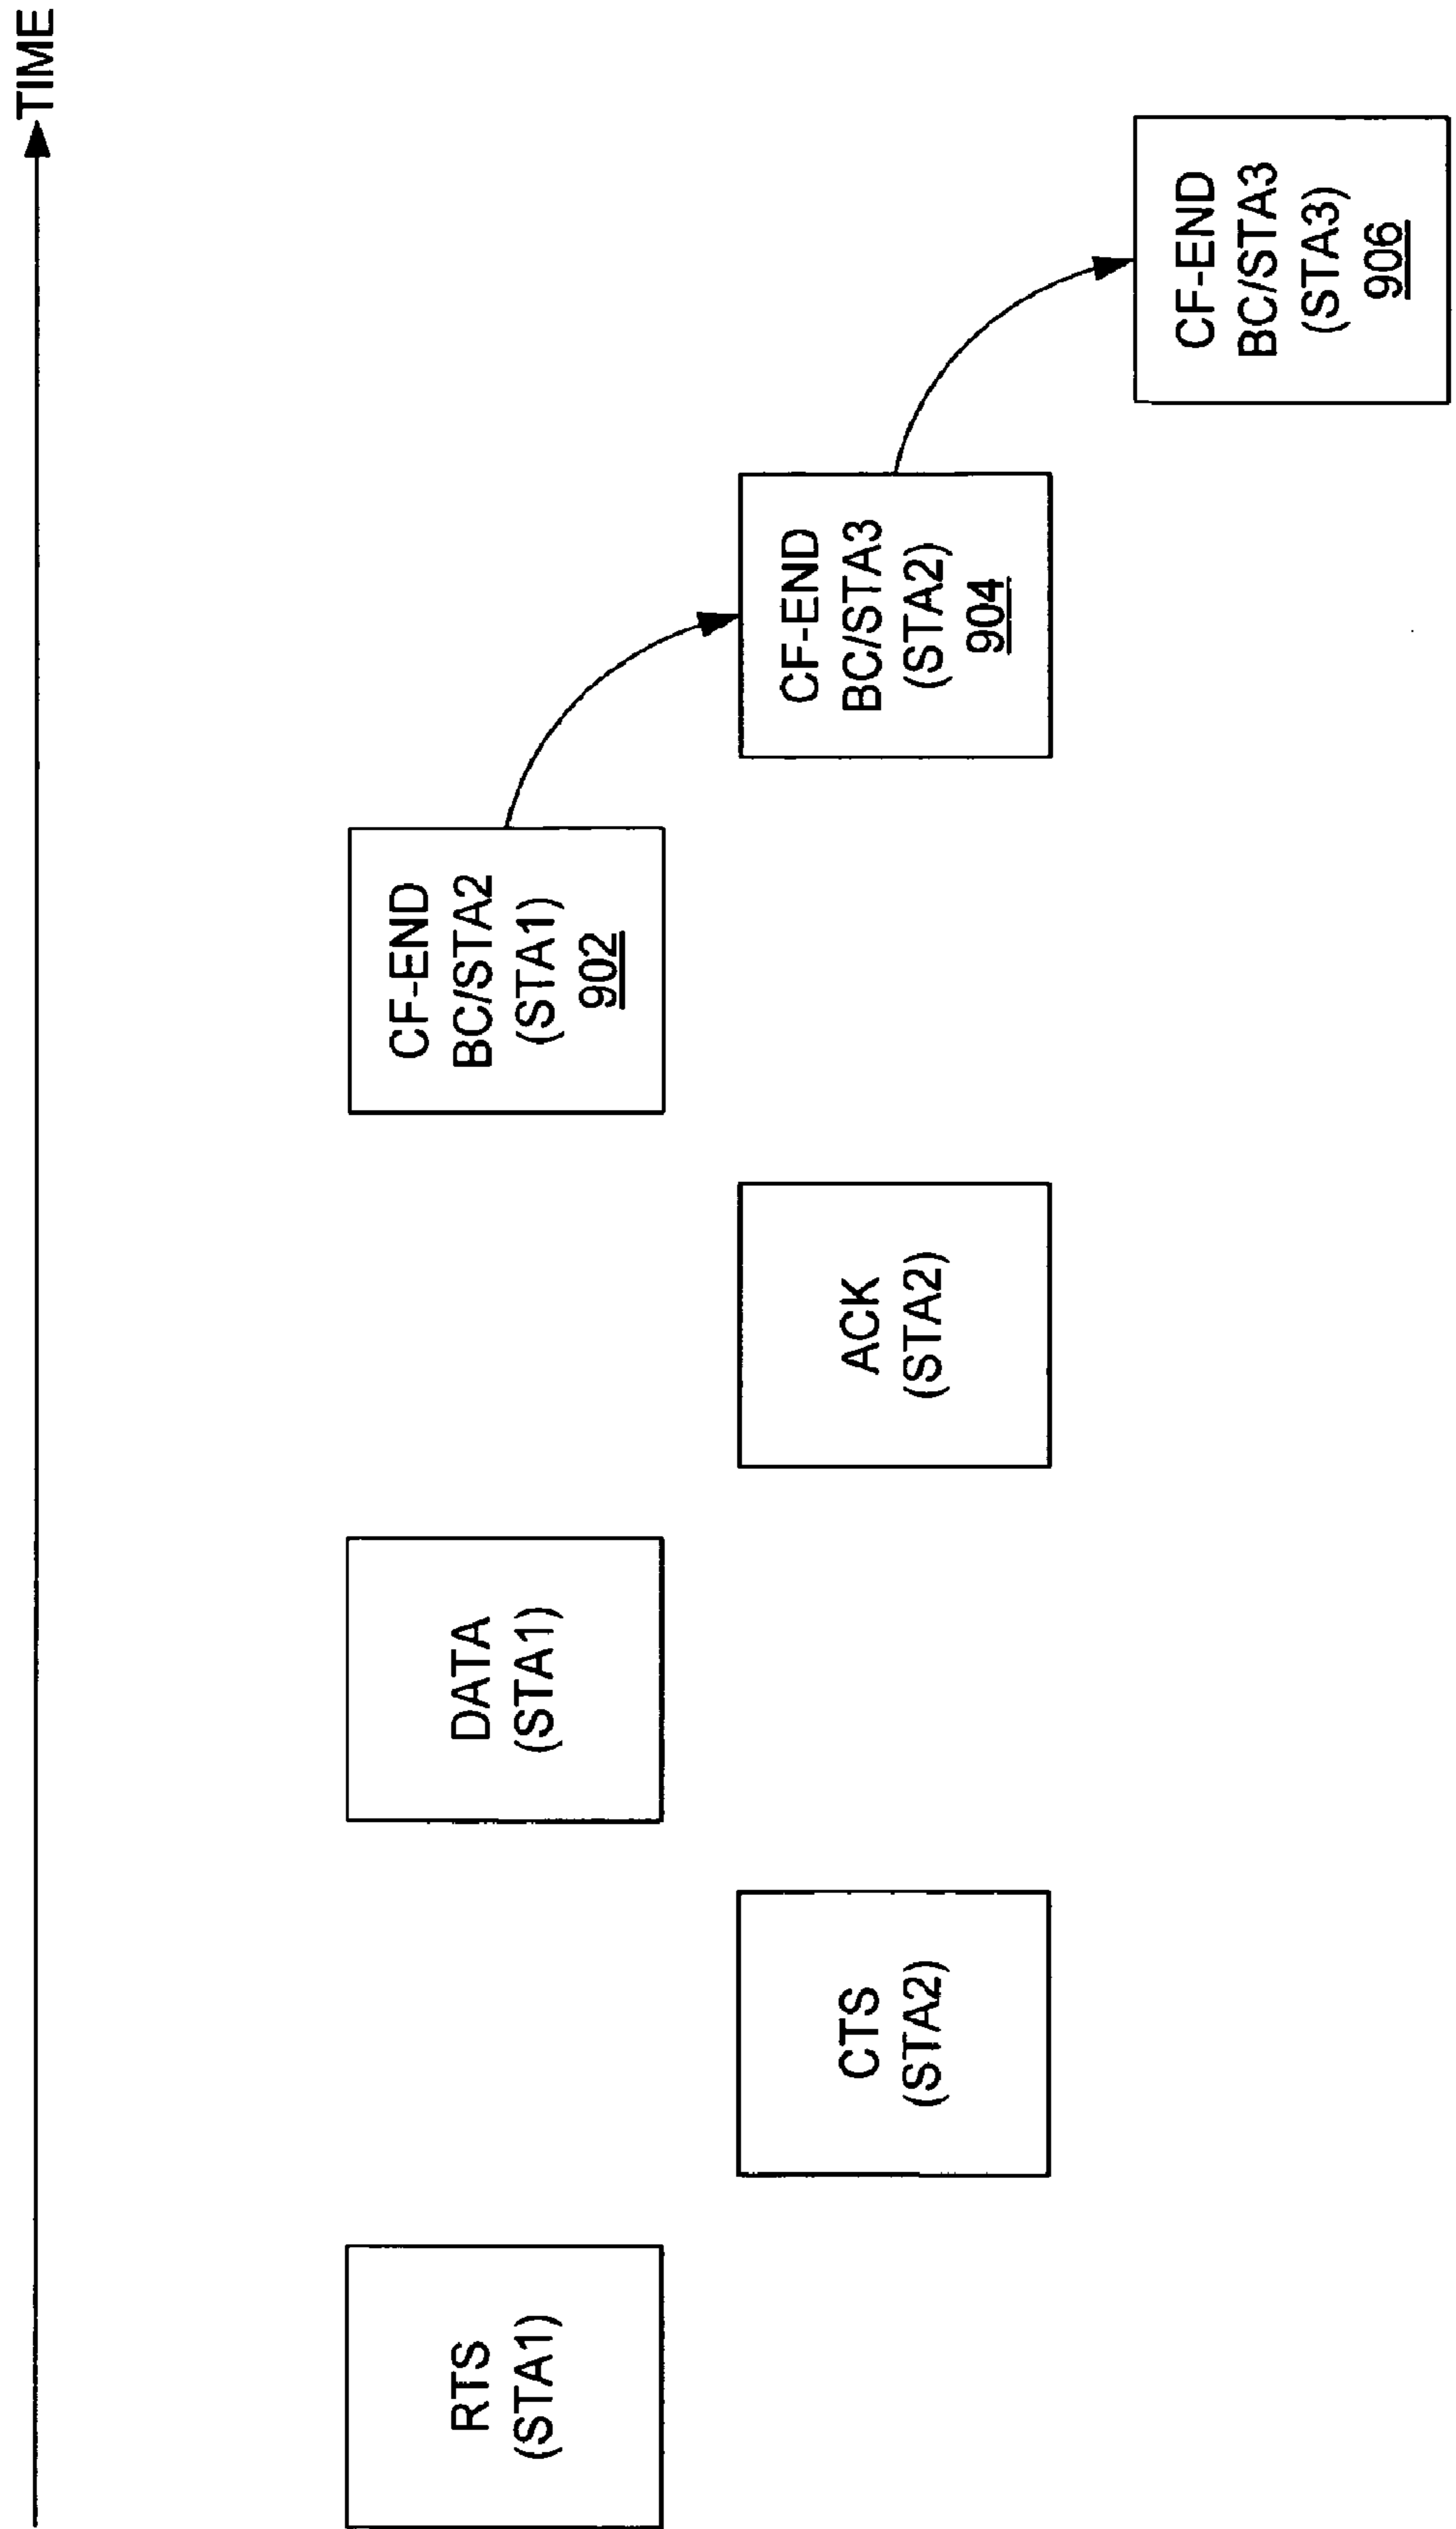 TIME
RTS
(STA1)
CTS
(STA2)
DATA
(STA1)
ACK
(STA2)
CF-END
BC/STA2
(STA1)
902
CF-END
BC/STA3
(STA2)
904
CF-END
BC/STA3
(STA3)
906